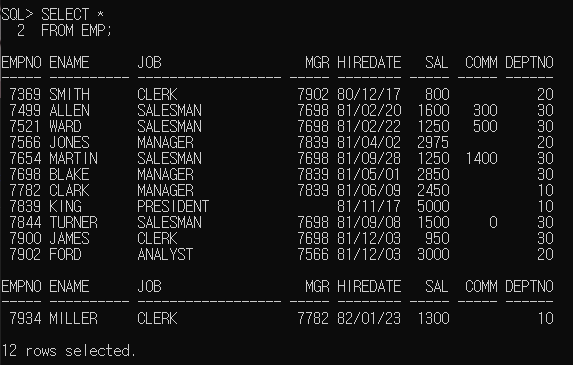 SQL> SELECT *
  2  FROM EMP;
EMPNO ENAME      JOB                MGR HIREDATE   SAL  COMM DEPTNO
----- ---------- ------------------ ----- -------- ----- ----- ------
 7369 SMITH      CLERK              7902 80/12/17   800           20
 7499 ALLEN      SALESMAN           7698 81/02/20  1600   300     30
 7521 WARD       SALESMAN           7698 81/02/22  1250   500     30
 7566 JONES      MANAGER            7839 81/04/02  2975           20
 7654 MARTIN     SALESMAN           7698 81/09/28  1250  1400     30
 7698 BLAKE      MANAGER            7839 81/05/01  2850           30
 7782 CLARK      MANAGER            7839 81/06/09  2450           10
 7839 KING       PRESIDENT               81/11/17  5000           10
 7844 TURNER     SALESMAN           7698 81/09/08  1500     0     30
 7900 JAMES      CLERK              7698 81/12/03   950           30
 7902 FORD       ANALYST            7566 81/12/03  3000           20
EMPNO ENAME      JOB                MGR HIREDATE   SAL  COMM DEPTNO
----- ---------- ------------------ ----- -------- ----- ----- ------
 7934 MILLER     CLERK              7782 82/01/23  1300           10
12 rows selected.